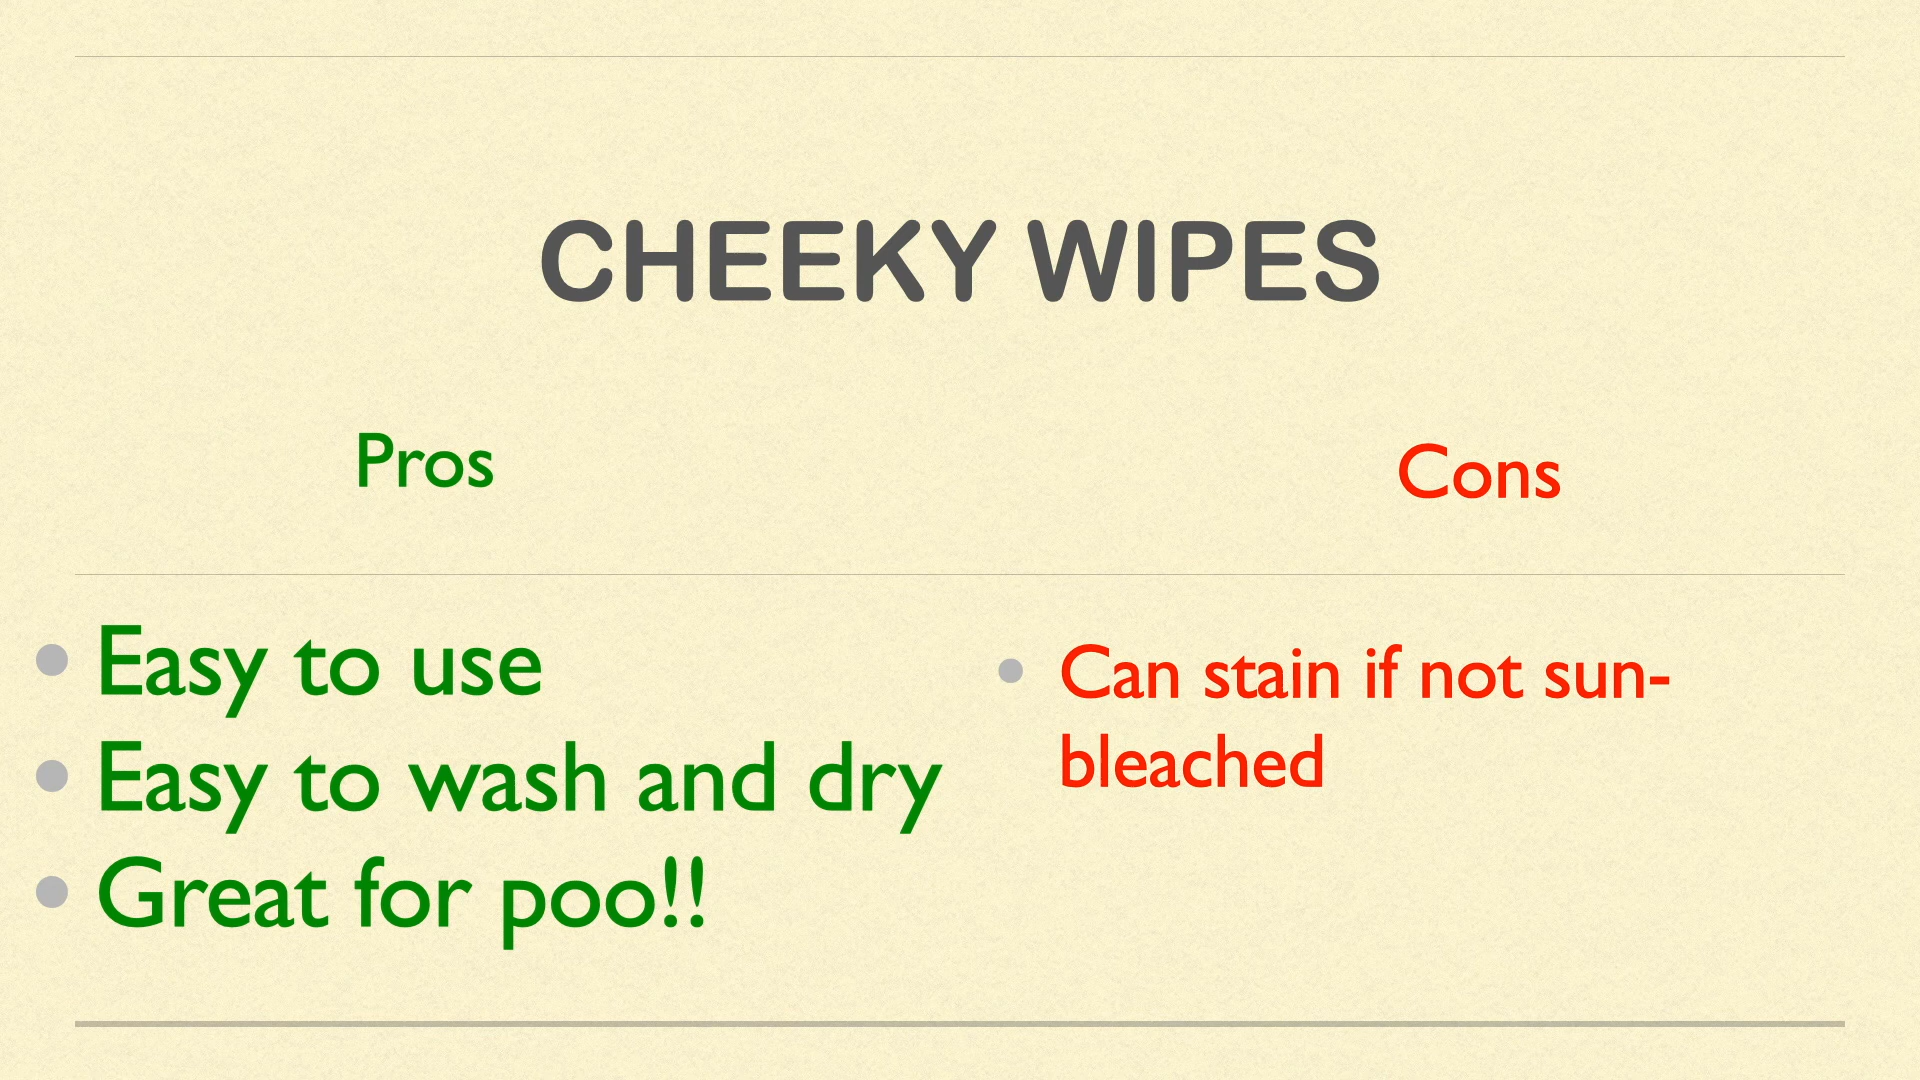 CHEEKY WIPES
Pros
Cons
Easy to use
Easy to wash and dry
Great for poo!!
Can stain if not sun-
bleached